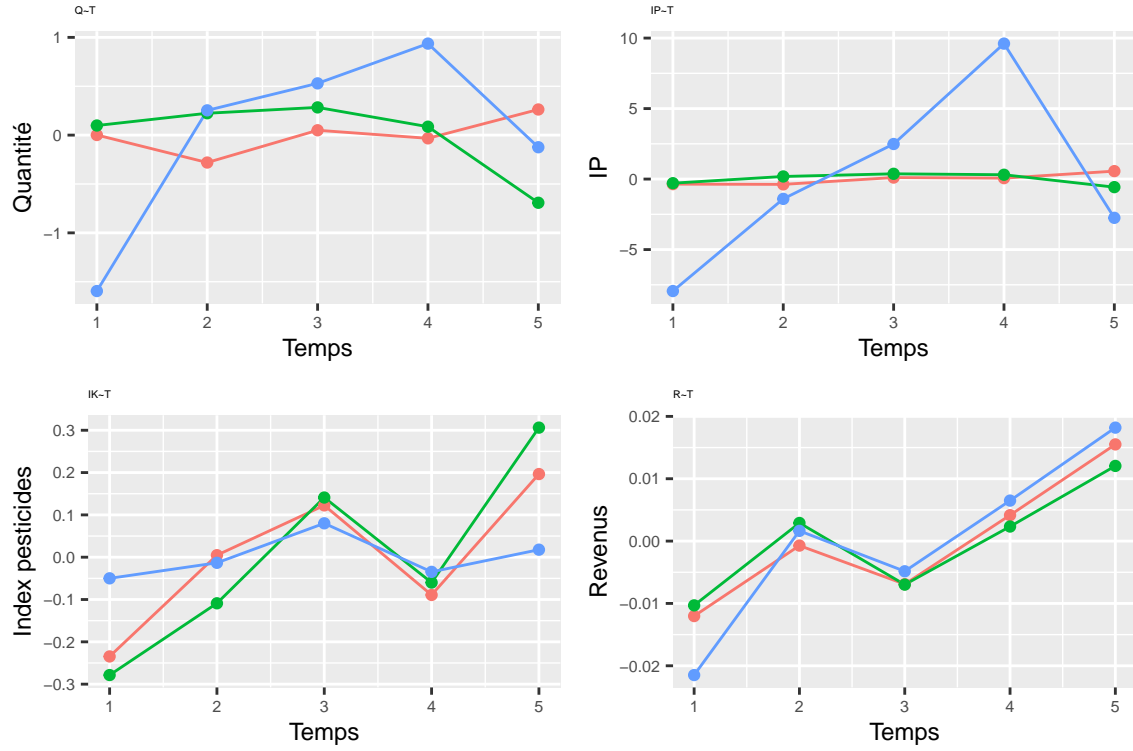 Q~T
1
0
−1
Quantité
1 2 3 4 5
Temps
IP~T
10
5
0
−5
IP
1 2 3 4 5
Temps
IK~T
0.3
0.2
0.1
0.0
−0.1
−0.2
−0.3
Index pesticides
1 2 3 4 5
Temps
R~T
0.02
0.01
0.00
−0.01
−0.02
Revenus
1 2 3 4 5
Temps